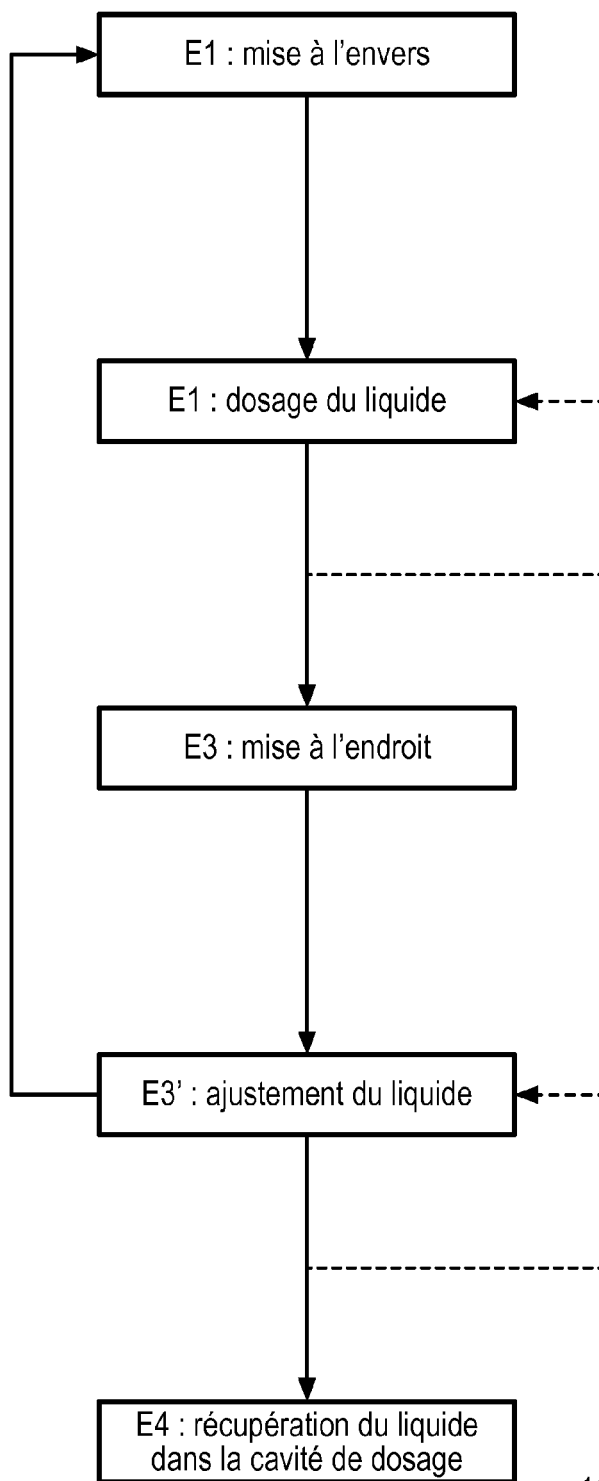 E1 : mise à l'envers
E1 : dosage du liquide
E3 : mise à l'endroit
E3' : ajustement du liquide
E4 : récupération du liquide
dans la cavité de dosage